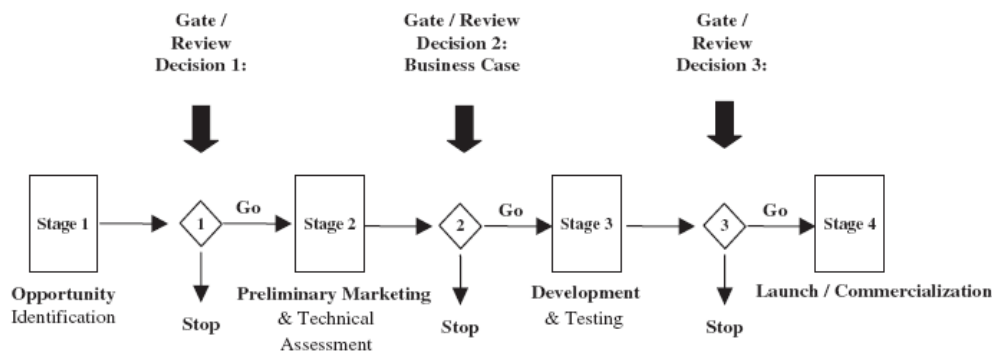 Gate /
Review
Decision 1:
Gate / Review
Decision 2:
Business Case
Gate /
Review
Decision 3:
Stage 1
1
Go
Stage 2
2
Go
Stage 3
3
Go
Stage 4
Opportunity
Identification
Stop
Preliminary Marketing
& Technical
Assessment
Stop
Development
& Testing
Stop
Launch / Commercialization